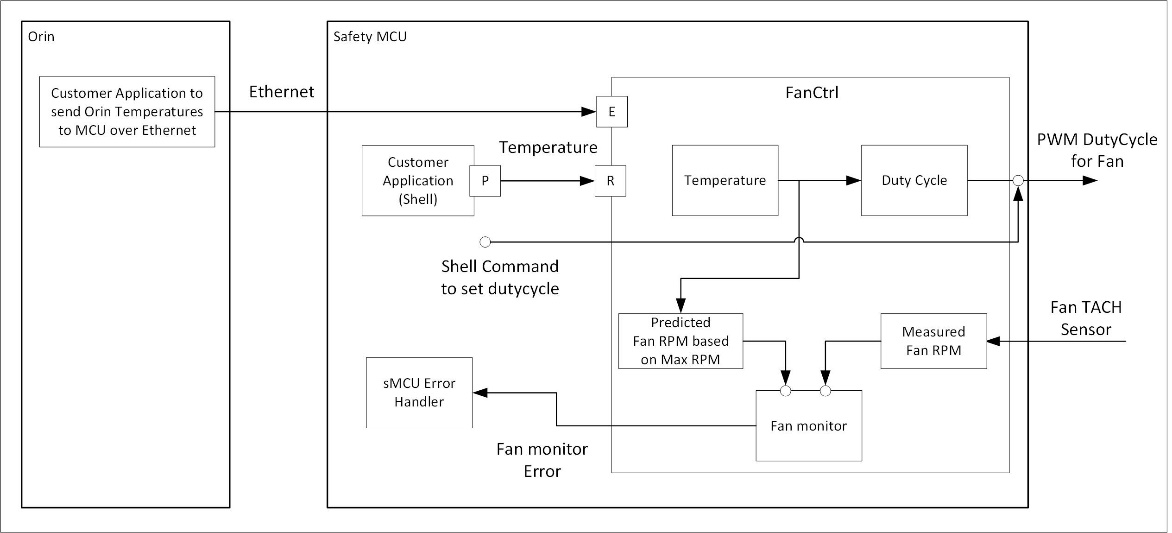 Orin
Customer Application to
send Orin Temperatures
to MCU over Ethernet
Ethernet
Safety MCU
FanCtrl
E
Temperature
Customer
Application
(Shell)
P
R
Temperature
Duty Cycle
PWM DutyCycle
for Fan
Shell Command
to set dutycycle
Predicted
Fan RPM based
on Max RPM
Measured
Fan RPM
Fan TACH
Sensor
sMCU Error
Handler
Fan monitor
Fan monitor
Error